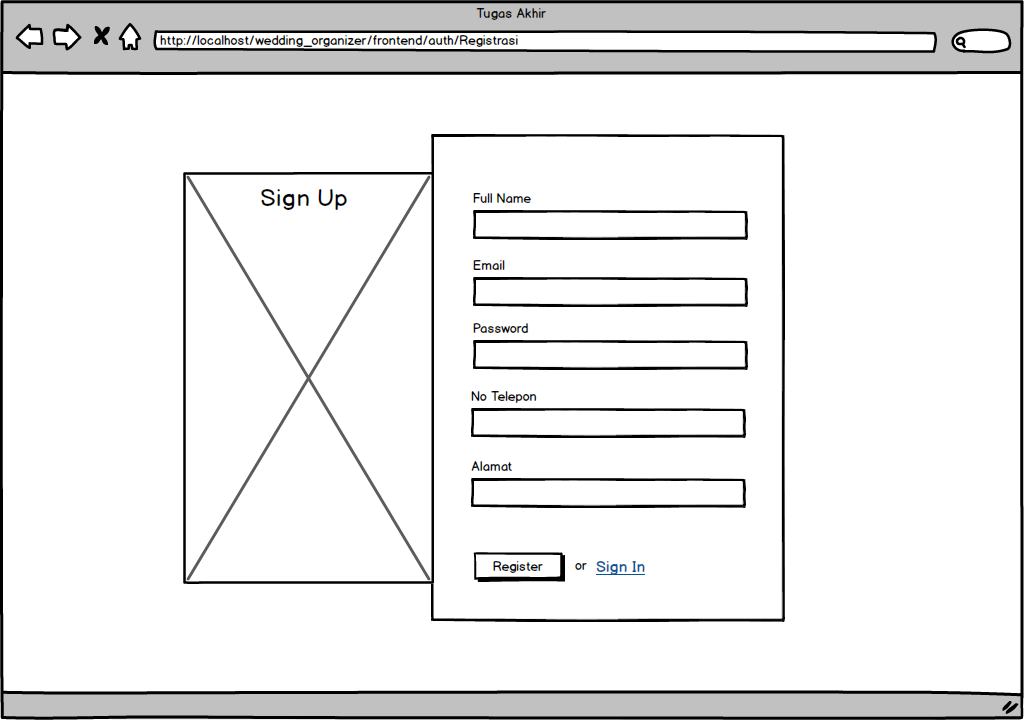 Tugas Akhir
http://localhost/wedding_organizer/frontend/auth/Registrasi
Sign Up
Full Name
Email
Password
No Telepon
Alamat
Register or Sign In